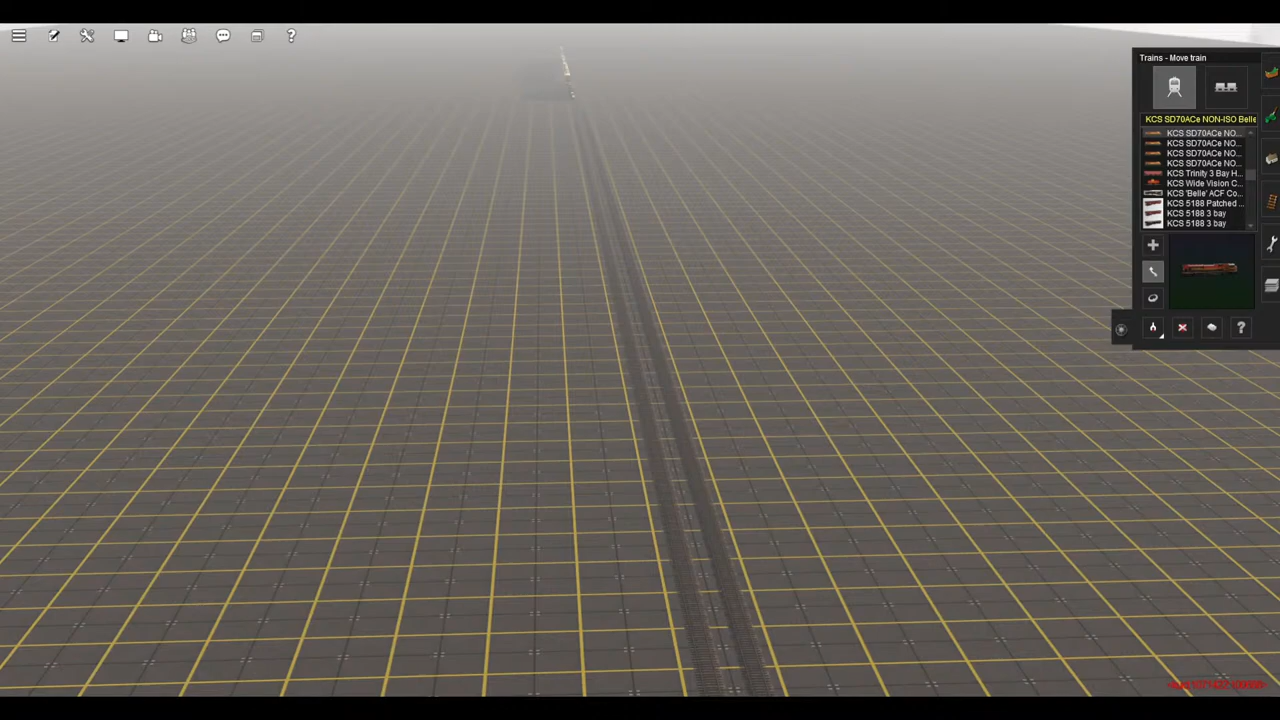 Trains - Move train
KCS SD70ACe NON-ISO Belle
KCS SD70ACe NO...
KCS SD70ACe NO...
KCS SD70ACe NO...
KCS SD70ACe NO...
KCS Trinity 3 Bay H...
KCS Wide Vision C...
KCS 'Belle' ACF Co...
KCS 5188 Patched ...
KCS 5188 3 bay
KCS 5188 3 bay
?
?